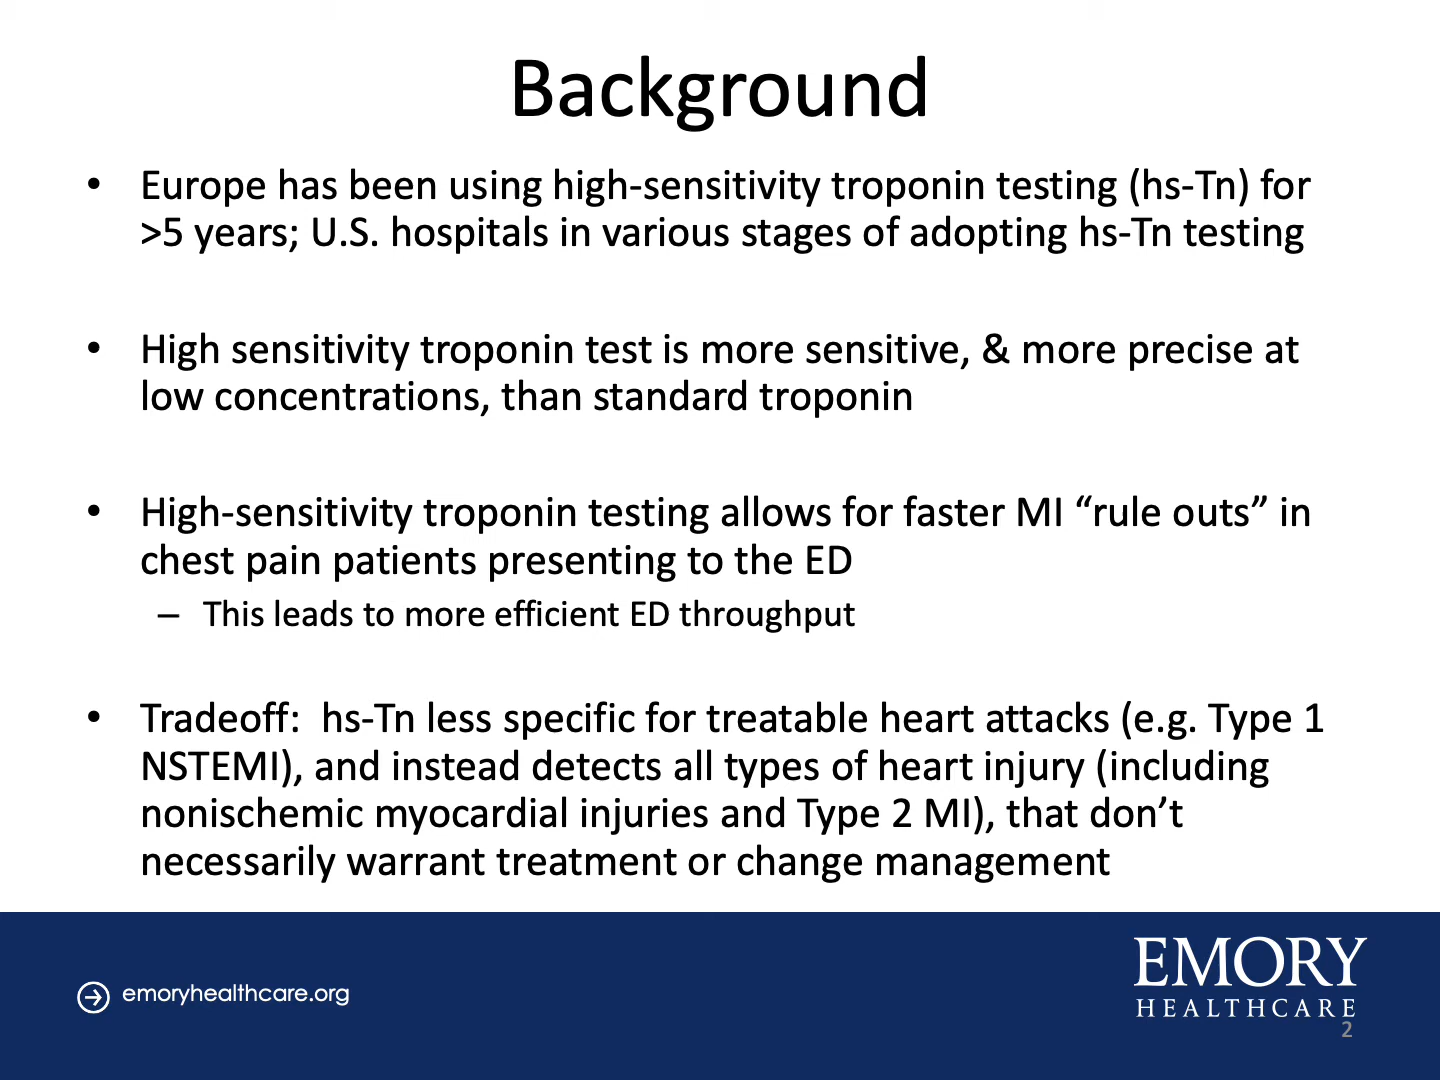 Background
• Europe has been using high-sensitivity troponin testing (hs-Tn) for
>5 years; U.S. hospitals in various stages of adopting hs-Tn testing
• High sensitivity troponin test is more sensitive, & more precise at
low concentrations, than standard troponin
• High-sensitivity troponin testing allows for faster MI “rule outs” in
chest pain patients presenting to the ED
– This leads to more efficient ED throughput
• Tradeoff:  hs-Tn less specific for treatable heart attacks (e.g. Type 1
NSTEMI), and instead detects all types of heart injury (including
nonischemic myocardial injuries and Type 2 MI), that don’t
necessarily warrant treatment or change management
emoryhealthcare.org
EMORY
HEALTHCARE
2